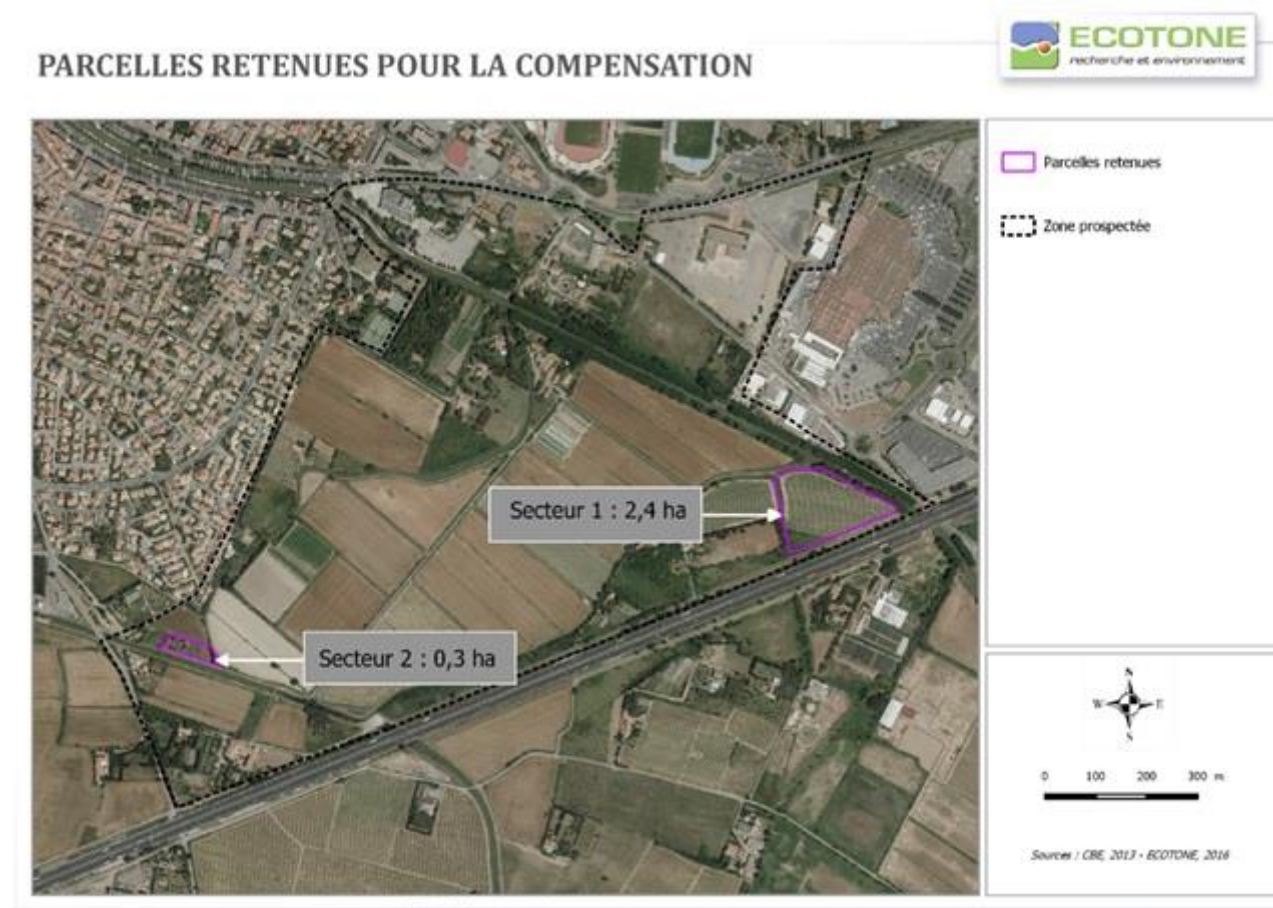 PARCELLES RETENUES POUR LA COMPENSATION
ECOTONE
recherche et environnement
Parcelles retenues
Zone prospectée
Secteur 1 : 2,4 ha
Secteur 2 : 0,3 ha
N
W E
S
0 100 200 300 m
Sources : CBE, 2013 - ECOTONE, 2016